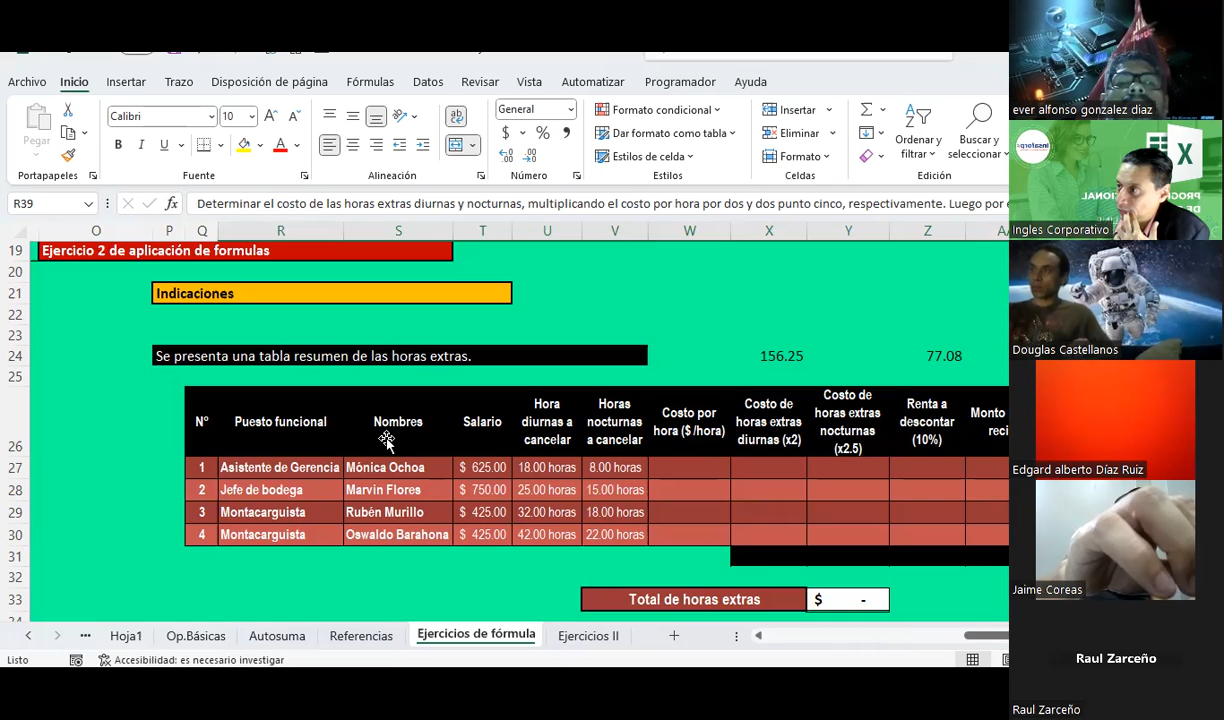 Archivo Inicio Insertar Trazo Disposición de página Fórmulas Datos Revisar Vista Automatizar Programador Ayuda
Calibri 10 General Formato condicional Insertar
Pegar $ % Dar formato como tabla Eliminar Ordenar y Buscar y
N K S Estilos de celda Formato filtrar seleccionar
Portapapeles Fuente Alineación Número Estilos Celdas Edición
R39 fx Determinar el costo de las horas extras diurnas y nocturnas, multiplicando el costo por hora por dos y dos punto cinco, respectivamente. Luego por
O P Q R S T U V W X Y Z
19 Ejercicio 2 de aplicación de formulas
20
21 Indicaciones
22
23
24 Se presenta una tabla resumen de las horas extras. 156.25 77.08
25
26 N° Puesto funcional Nombres Salario Hora diurnas a cancelar Horas nocturnas a cancelar Costo por hora ($ /hora) Costo de horas extras diurnas (x2) Costo de horas extras nocturnas (x2.5) Renta a descontar (10%) Monto
27 1 Asistente de Gerencia Mónica Ochoa $ 625.00 18.00 horas 8.00 horas
28 2 Jefe de bodega Marvin Flores $ 750.00 25.00 horas 15.00 horas
29 3 Montacarguista Rubén Murillo $ 425.00 32.00 horas 18.00 horas
30 4 Montacarguista Oswaldo Barahona $ 425.00 42.00 horas 22.00 horas
31
32
33 Total de horas extras $ -
Hoja1 Op.Básicas Autosuma Referencias Ejercicios de fórmula Ejercicios II
Listo Accesibilidad: es necesario investigar
ever alfonso gonzalez diaz
Ingles Corporativo
Douglas Castellanos
Edgard alberto Díaz Ruiz
Jaime Coreas
Raul Zarceño
Raul Zarceño